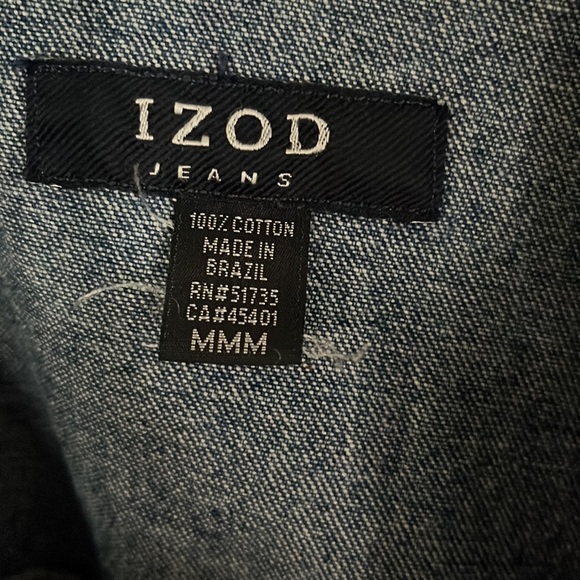 IZOD
JEANS
100% COTTON
MADE IN
BRAZIL
RN#51735
CA#45401
MMM